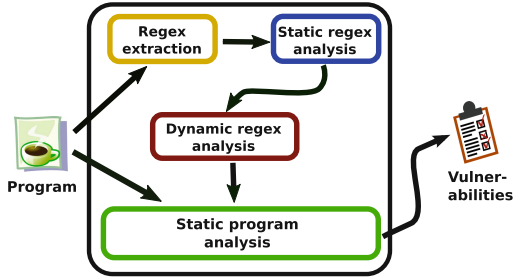 Regex
extraction
Static regex
analysis
Dynamic regex
analysis
Program
Vulner-
abilities
Static program
analysis